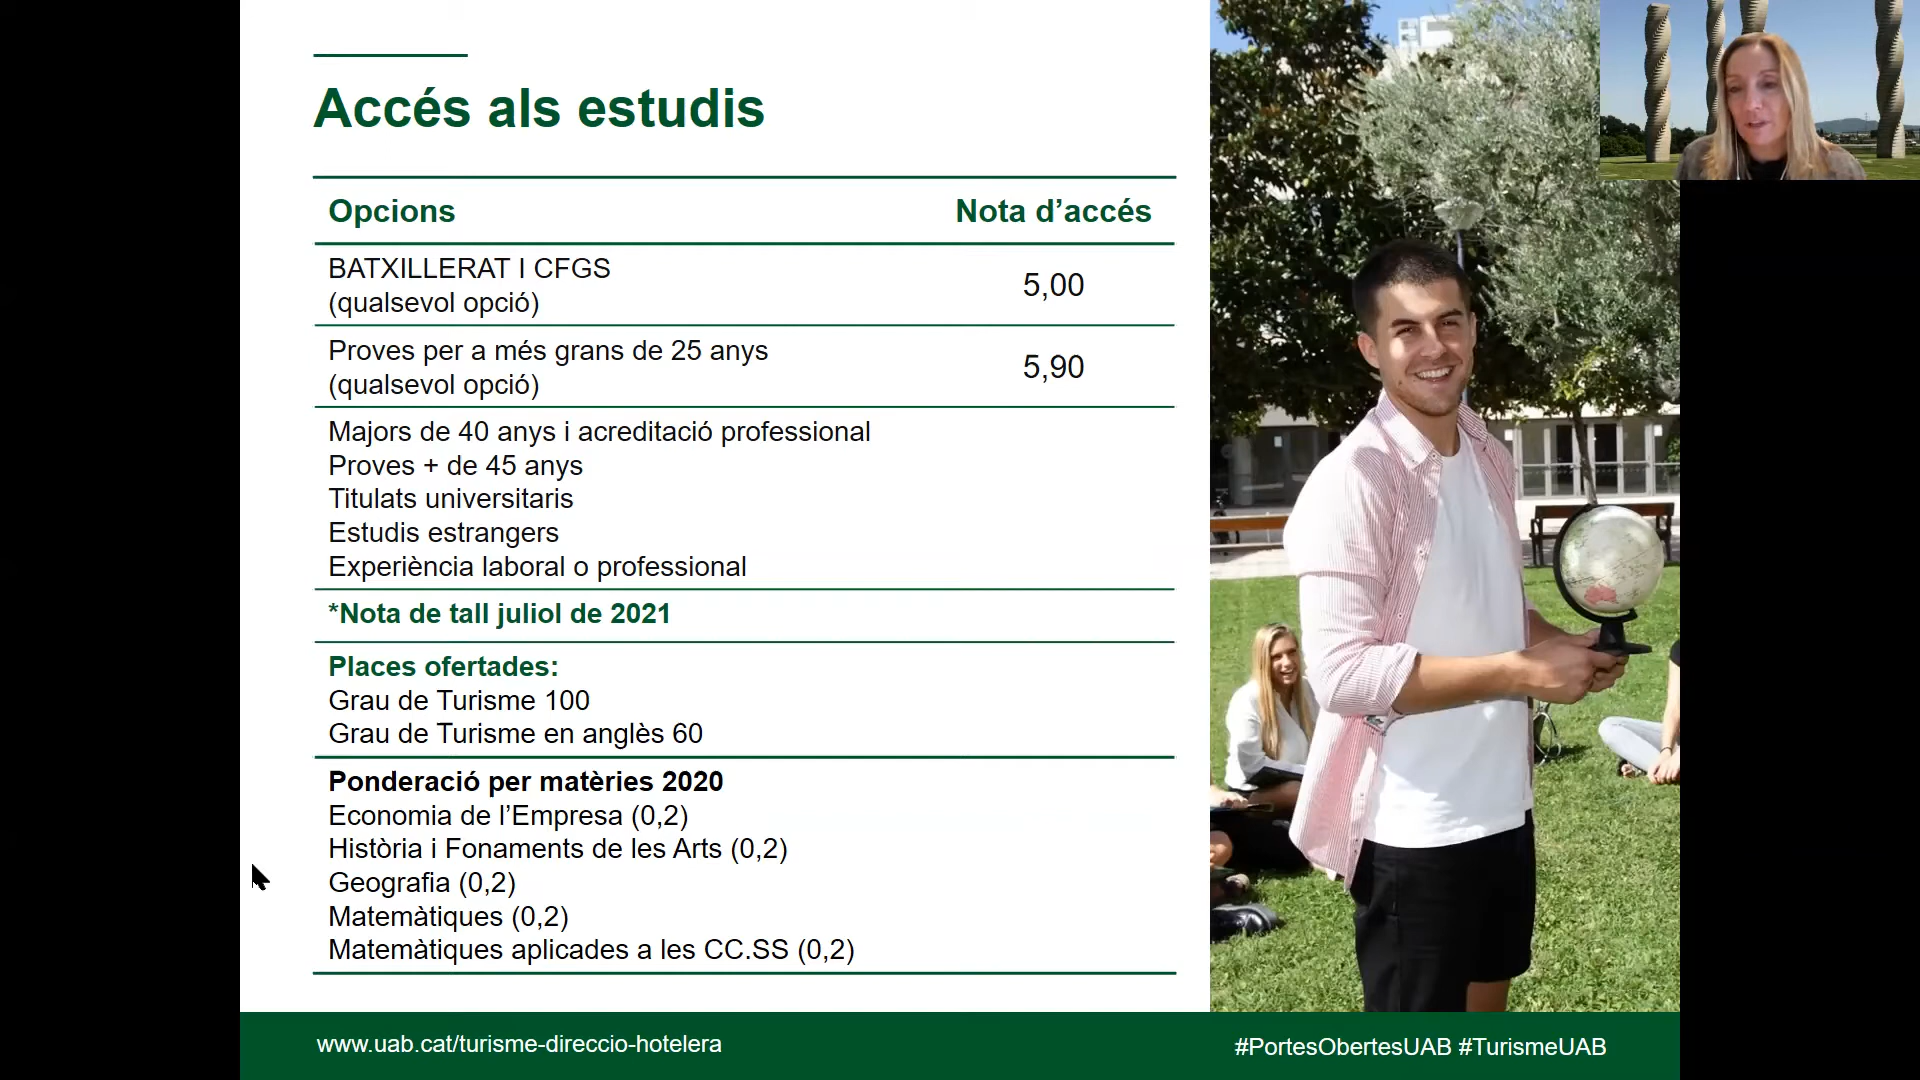 Accés als estudis
Opcions
Nota d’accés
BATXILLERAT I CFGS
(qualsevol opció)
5,00
Proves per a més grans de 25 anys
(qualsevol opció)
5,90
Majors de 40 anys i acreditació professional
Proves + de 45 anys
Titulats universitaris
Estudis estrangers
Experiència laboral o professional
*Nota de tall juliol de 2021
Places ofertades:
Grau de Turisme 100
Grau de Turisme en anglès 60
Ponderació per matèries 2020
Economia de l’Empresa (0,2)
Història i Fonaments de les Arts (0,2)
Geografia (0,2)
Matemàtiques (0,2)
Matemàtiques aplicades a les CC.SS (0,2)
www.uab.cat/turisme-direccio-hotelera
#PortesObertesUAB #TurismeUAB